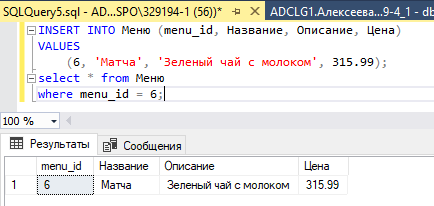 SQLQuery5.sql - AD...SPO\329194-1 (56))*
ADCLG1.Алексеева...9-4_1 - db
INSERT INTO Меню (menu_id, Название, Описание, Цена)
VALUES
(6, 'Матча', 'Зеленый чай с молоком', 315.99);
select * from Меню
where menu_id = 6;
100 %
Результаты Сообщения
menu_id Название Описание Цена
1 6 Матча Зеленый чай с молоком 315.99